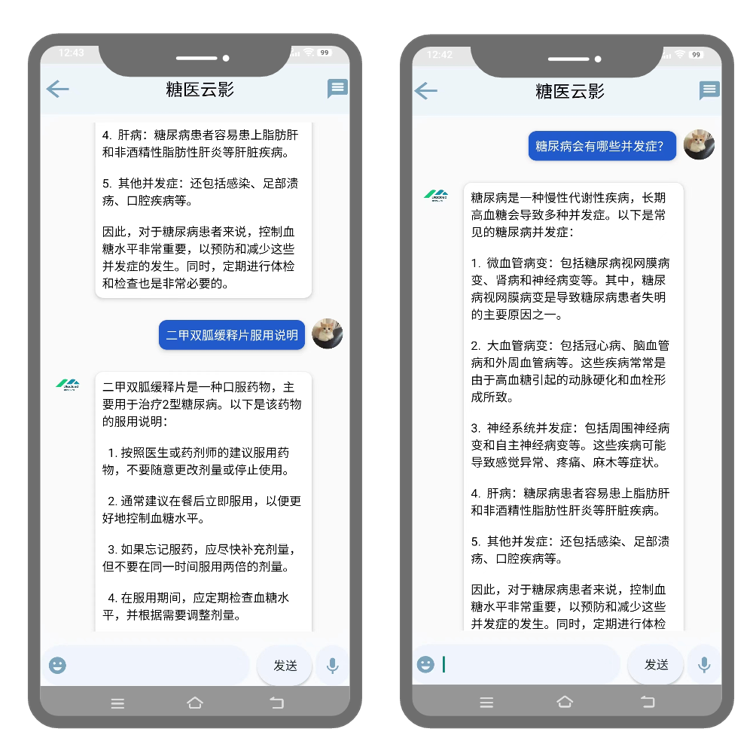 12:43
99
糖医云影
4. 肝病：糖尿病患者容易患上脂肪肝
和非酒精性脂肪性肝炎等肝脏疾病。
5. 其他并发症：还包括感染、足部溃
疡、口腔疾病等。
因此，对于糖尿病患者来说，控制血
糖水平非常重要，以预防和减少这些
并发症的发生。同时，定期进行体检
和检查也是非常必要的。
二甲双胍缓释片服用说明
二甲双胍缓释片是一种口服药物，主
要用于治疗2型糖尿病。以下是该药物
的服用说明：
1. 按照医生或药剂师的建议服用药
物，不要随意更改剂量或停止使用。
2. 通常建议在餐后立即服用，以便更
好地控制血糖水平。
3. 如果忘记服药，应尽快补充剂量，
但不要在同一时间服用两倍的剂量。
4. 在服用期间，应定期检查血糖水
平，并根据需要调整剂量。
发送
12:42
99
糖医云影
糖尿病会有哪些并发症？
糖尿病是一种慢性代谢性疾病，长期
高血糖会导致多种并发症。以下是常
见的糖尿病并发症：
1. 微血管病变：包括糖尿病视网膜病
变、肾病和神经病变等。其中，糖尿
病视网膜病变是导致糖尿病患者失明
的主要原因之一。
2. 大血管病变：包括冠心病、脑血管
病和外周血管病等。这些疾病常常是
由于高血糖引起的动脉硬化和血栓形
成所致。
3. 神经系统并发症：包括周围神经病
变和自主神经病变等。这些疾病可能
导致感觉异常、疼痛、麻木等症状。
4. 肝病：糖尿病患者容易患上脂肪肝
和非酒精性脂肪性肝炎等肝脏疾病。
5. 其他并发症：还包括感染、足部溃
疡、口腔疾病等。
因此，对于糖尿病患者来说，控制血
糖水平非常重要，以预防和减少这些
并发症的发生。同时，定期进行体检
发送